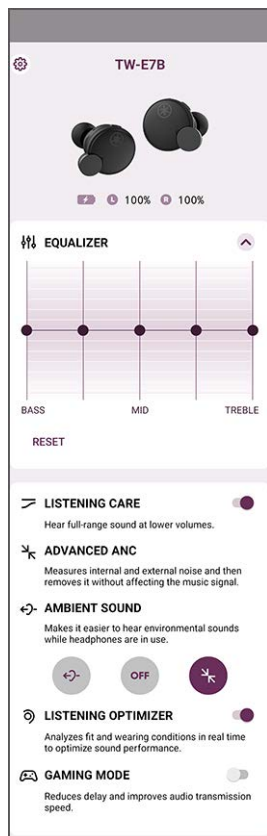 TW-E7B
L 100% R 100%
EQUALIZER
BASS MID TREBLE
RESET
LISTENING CARE
Hear full-range sound at lower volumes.
ADVANCED ANC
Measures internal and external noise and then
removes it without affecting the music signal.
AMBIENT SOUND
Makes it easier to hear environmental sounds
while headphones are in use.
OFF
LISTENING OPTIMIZER
Analyzes fit and wearing conditions in real time
to optimize sound performance.
GAMING MODE
Reduces delay and improves audio transmission
speed.